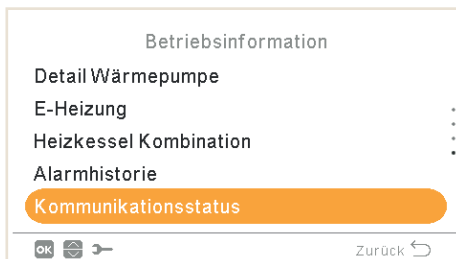 Betriebsinformation
Detail Wärmepumpe
E-Heizung
Heizkessel Kombination
Alarmhistorie
Kommunikationsstatus
OK Zurück